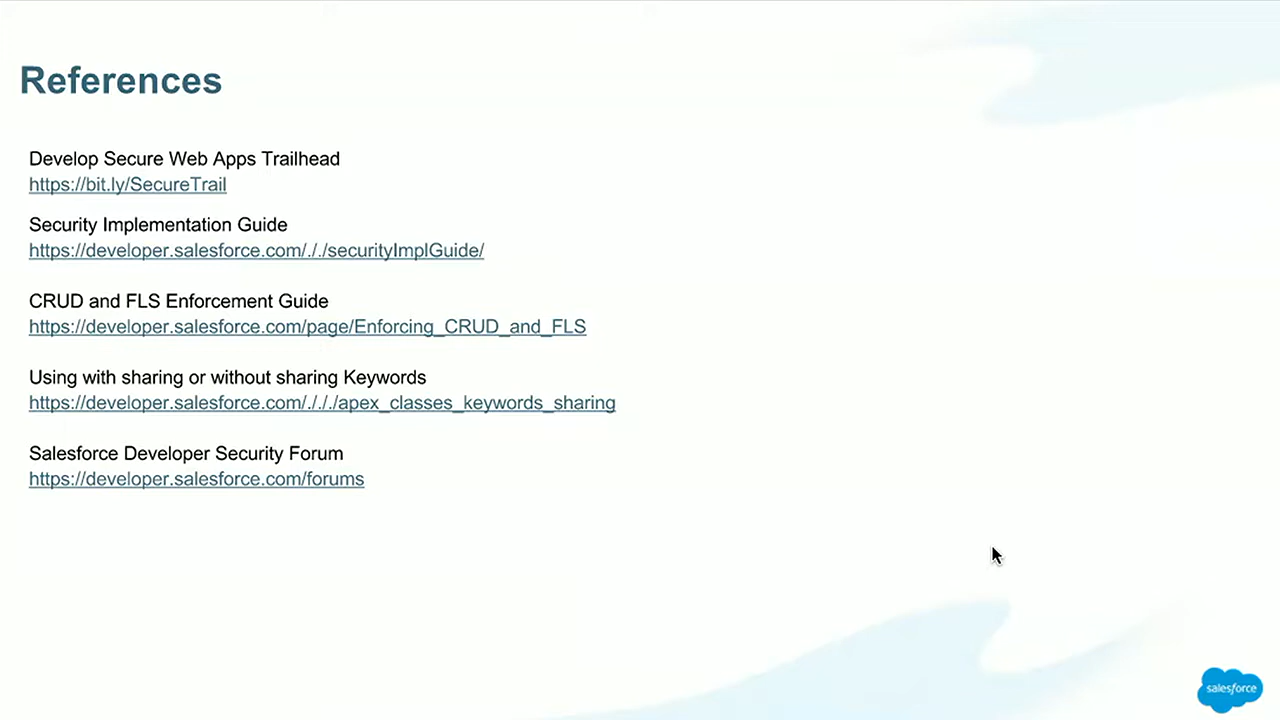 References
Develop Secure Web Apps Trailhead
https://bit.ly/SecureTrail
Security Implementation Guide
https://developer.salesforce.com/././securityImplGuide/
CRUD and FLS Enforcement Guide
https://developer.salesforce.com/page/Enforcing_CRUD_and_FLS
Using with sharing or without sharing Keywords
https://developer.salesforce.com/./././apex_classes_keywords_sharing
Salesforce Developer Security Forum
https://developer.salesforce.com/forums
salesforce